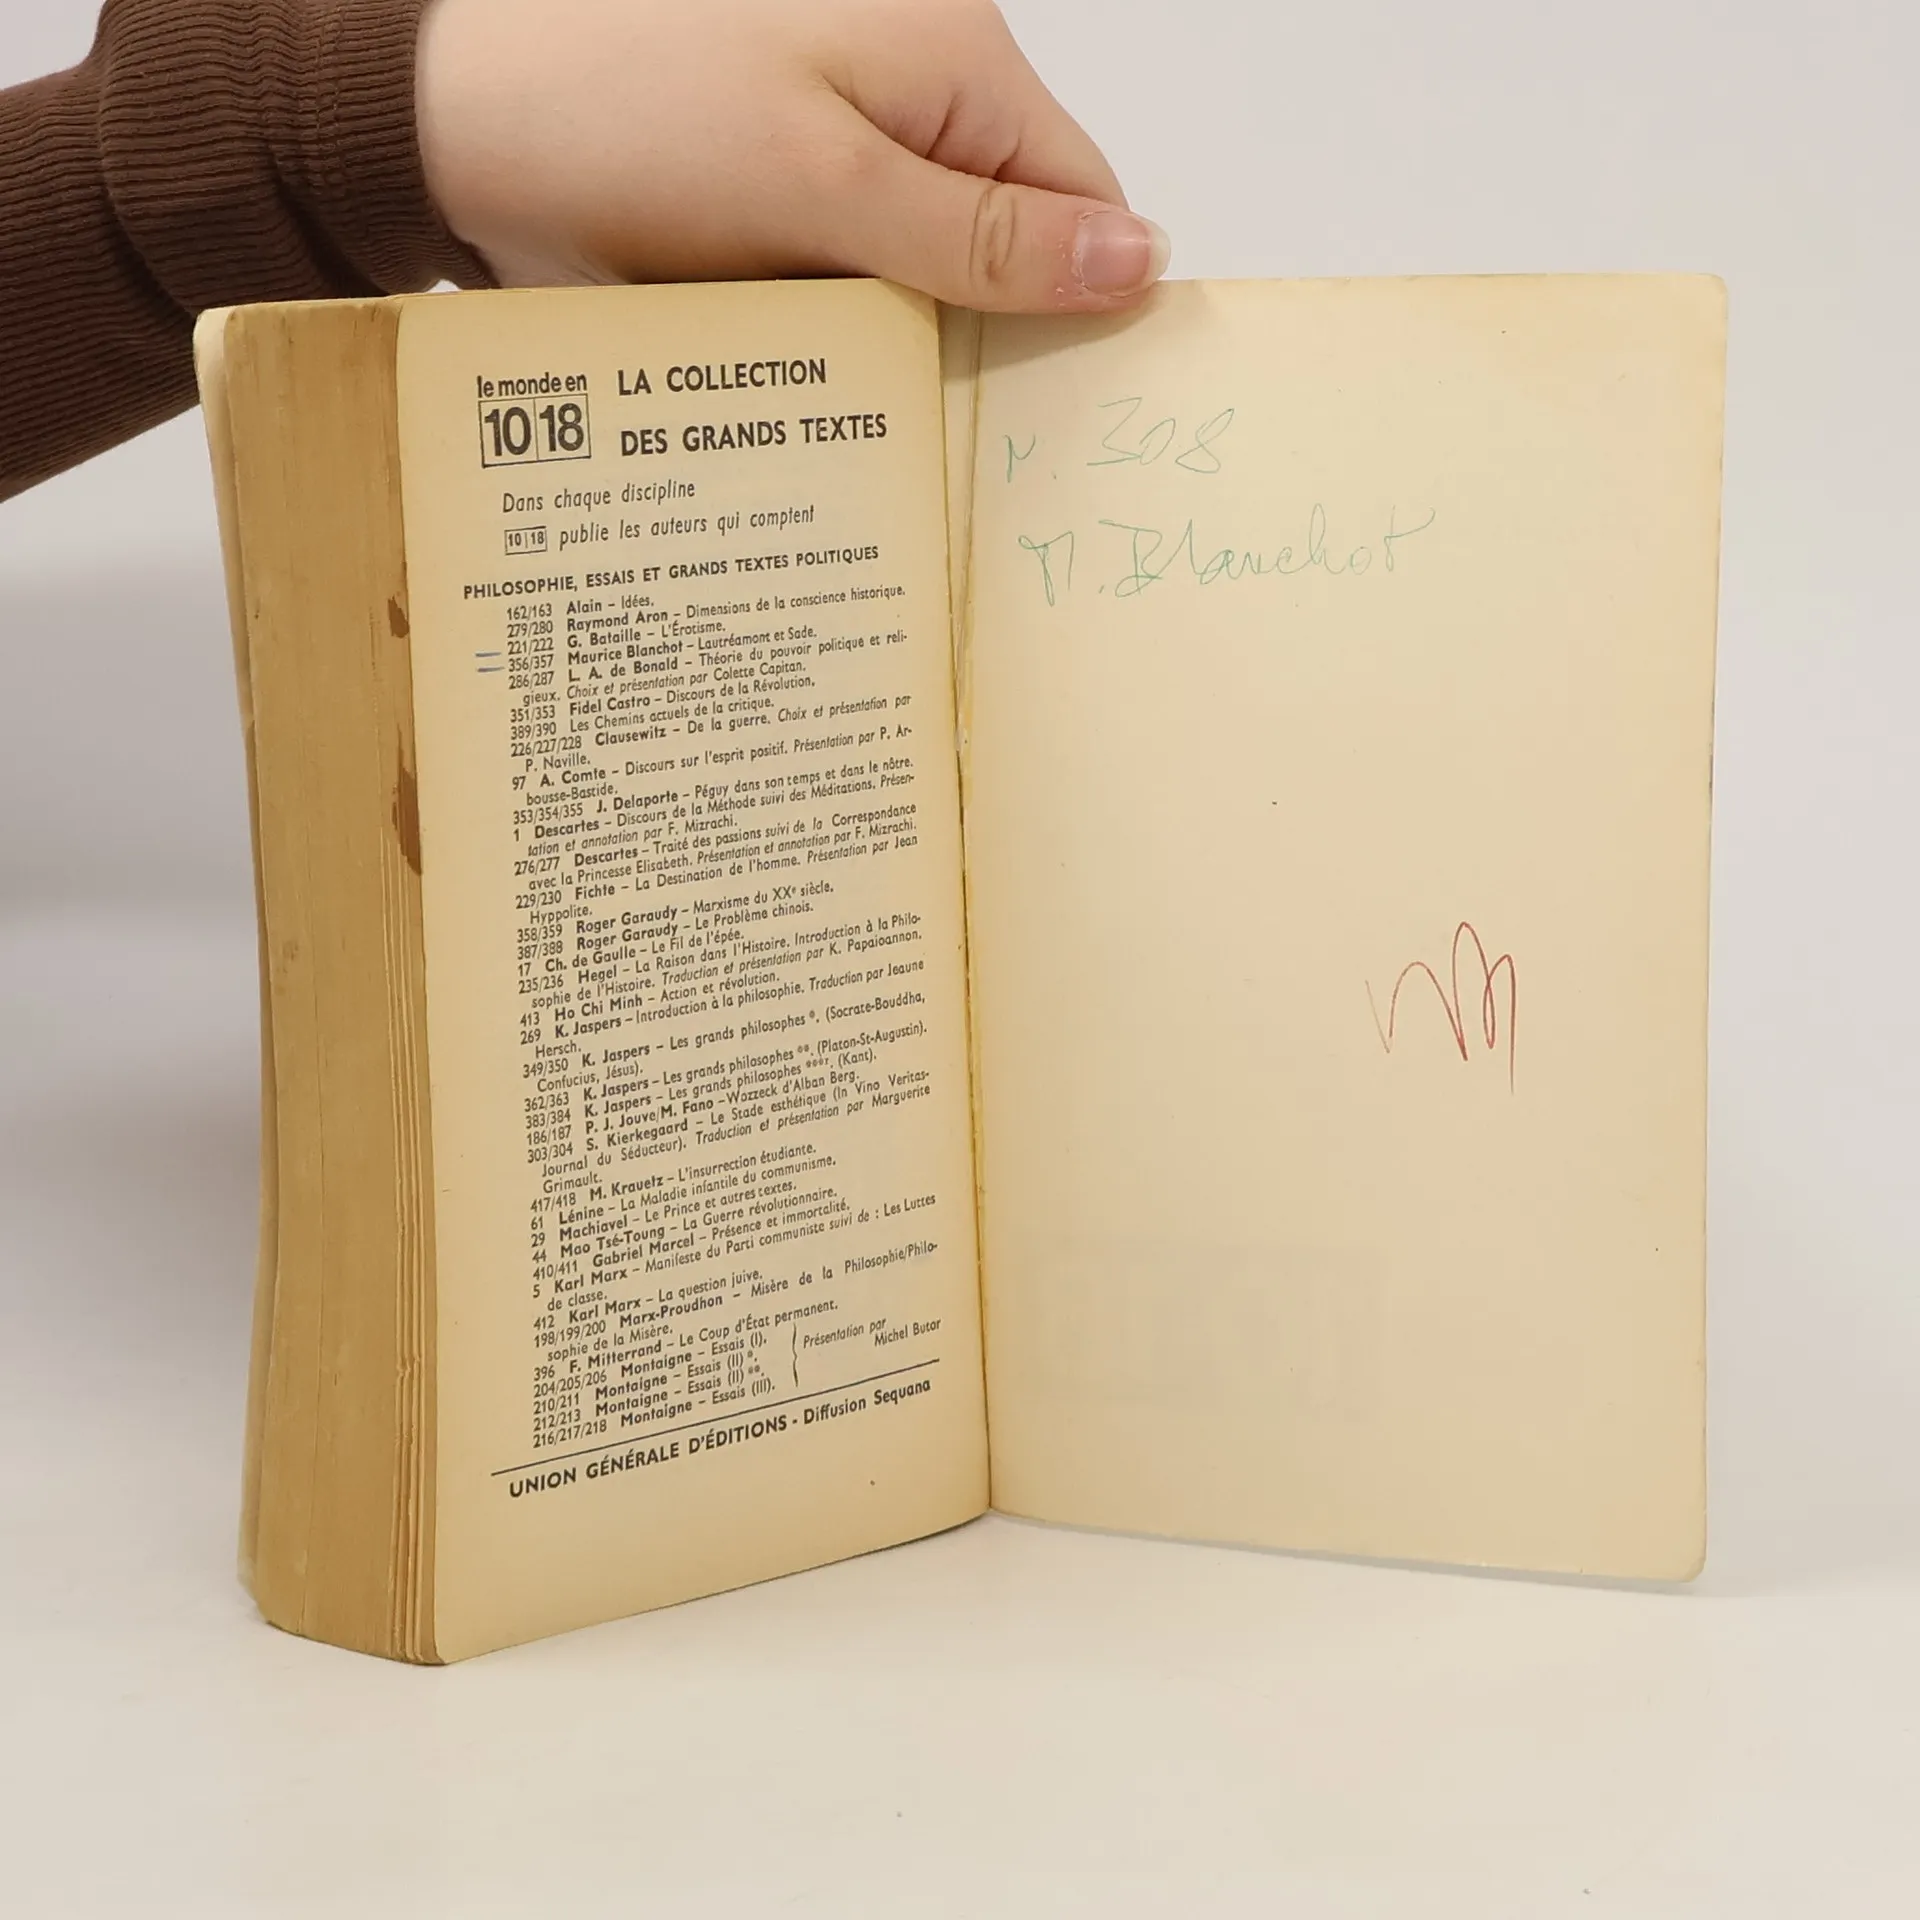 le monde en
10 18
LA COLLECTION
DES GRANDS TEXTES
Dans chaque discipline
10|18 publie les auteurs qui comptent
PHILOSOPHIE, ESSAIS ET GRANDS TEXTES POLITIQUES
162/163 Alain – Idées.
279/280 Raymond Aron – Dimensions de la conscience historique.
221/222 G. Bataille – L'Érotisme.
356/357 Maurice Blanchot – Lautréamont et Sade.
286/287 L. A. de Bonald – Théorie du pouvoir politique et reli-
gieux. Choix et présentation par Colette Capitan.
351/353 Fidel Castro – Discours de la Révolution.
389/390 Les Chemins actuels de la critique.
226/227/228 Clausewitz – De la guerre. Choix et présentation par
P. Naville.
97 A. Comte – Discours sur l'esprit positif. Présentation par P. Ar-
bousse-Bastide.
353/354/355 J. Delaporte – Péguy dans son temps et dans le nôtre.
1 Descartes – Discours de la Méthode suivi des Méditations. Présen-
tation et annotation par F. Mizrachi.
276/277 Descartes – Traité des passions suivi de la Correspondance
avec la Princesse Elisabeth. Présentation et annotation par F. Mizrachi.
229/230 Fichte – La Destination de l'homme. Présentation par Jean
Hyppolite.
358/359 Roger Garaudy – Marxisme du XXe siècle.
387/388 Roger Garaudy – Le Problème chinois.
17 Ch. de Gaulle – Le Fil de l'épée.
235/236 Hegel – La Raison dans l'Histoire. Introduction à la Philo-
sophie de l'Histoire. Traduction et présentation par K. Papaioannon.
413 Ho Chi Minh – Action et révolution.
269 K. Jaspers – Introduction à la philosophie. Traduction par Jeaune
Hersch.
349/350 K. Jaspers – Les grands philosophes *. (Socrate-Bouddha,
Confucius, Jésus).
362/363 K. Jaspers – Les grands philosophes **. (Platon-St-Augustin).
383/384 K. Jaspers – Les grands philosophes ***. (Kant).
186/187 P. J. Jouve/M. Fano – Wozzeck d'Alban Berg.
303/304 S. Kierkegaard – Le Stade esthétique (In Vino Veritas-
Journal du Séducteur). Traduction et présentation par Marguerite
Grimault.
417/418 M. Kravetz – L'insurrection étudiante.
61 Lénine – La Maladie infantile du communisme.
29 Machiavel – Le Prince et autres textes.
44 Mao Tsé-Toung – La Guerre révolutionnaire.
410/411 Gabriel Marcel – Présence et immortalité.
5 Karl Marx – Manifeste du Parti communiste suivi de : Les Luttes
de classe.
412 Karl Marx – La question juive.
198/199/200 Marx-Proudhon – Misère de la Philosophie/Philo-
sophie de la Misère.
396 F. Mitterrand – Le Coup d'État permanent.
204/205/206 Montaigne – Essais (I).
210/211 Montaigne – Essais (II) *.
212/213 Montaigne – Essais (II) **.
216/217/218 Montaigne – Essais (III).
Présentation par
Michel Butor
UNION GÉNÉRALE D'ÉDITIONS - Diffusion Sequana
N. 308
M. Blanchot